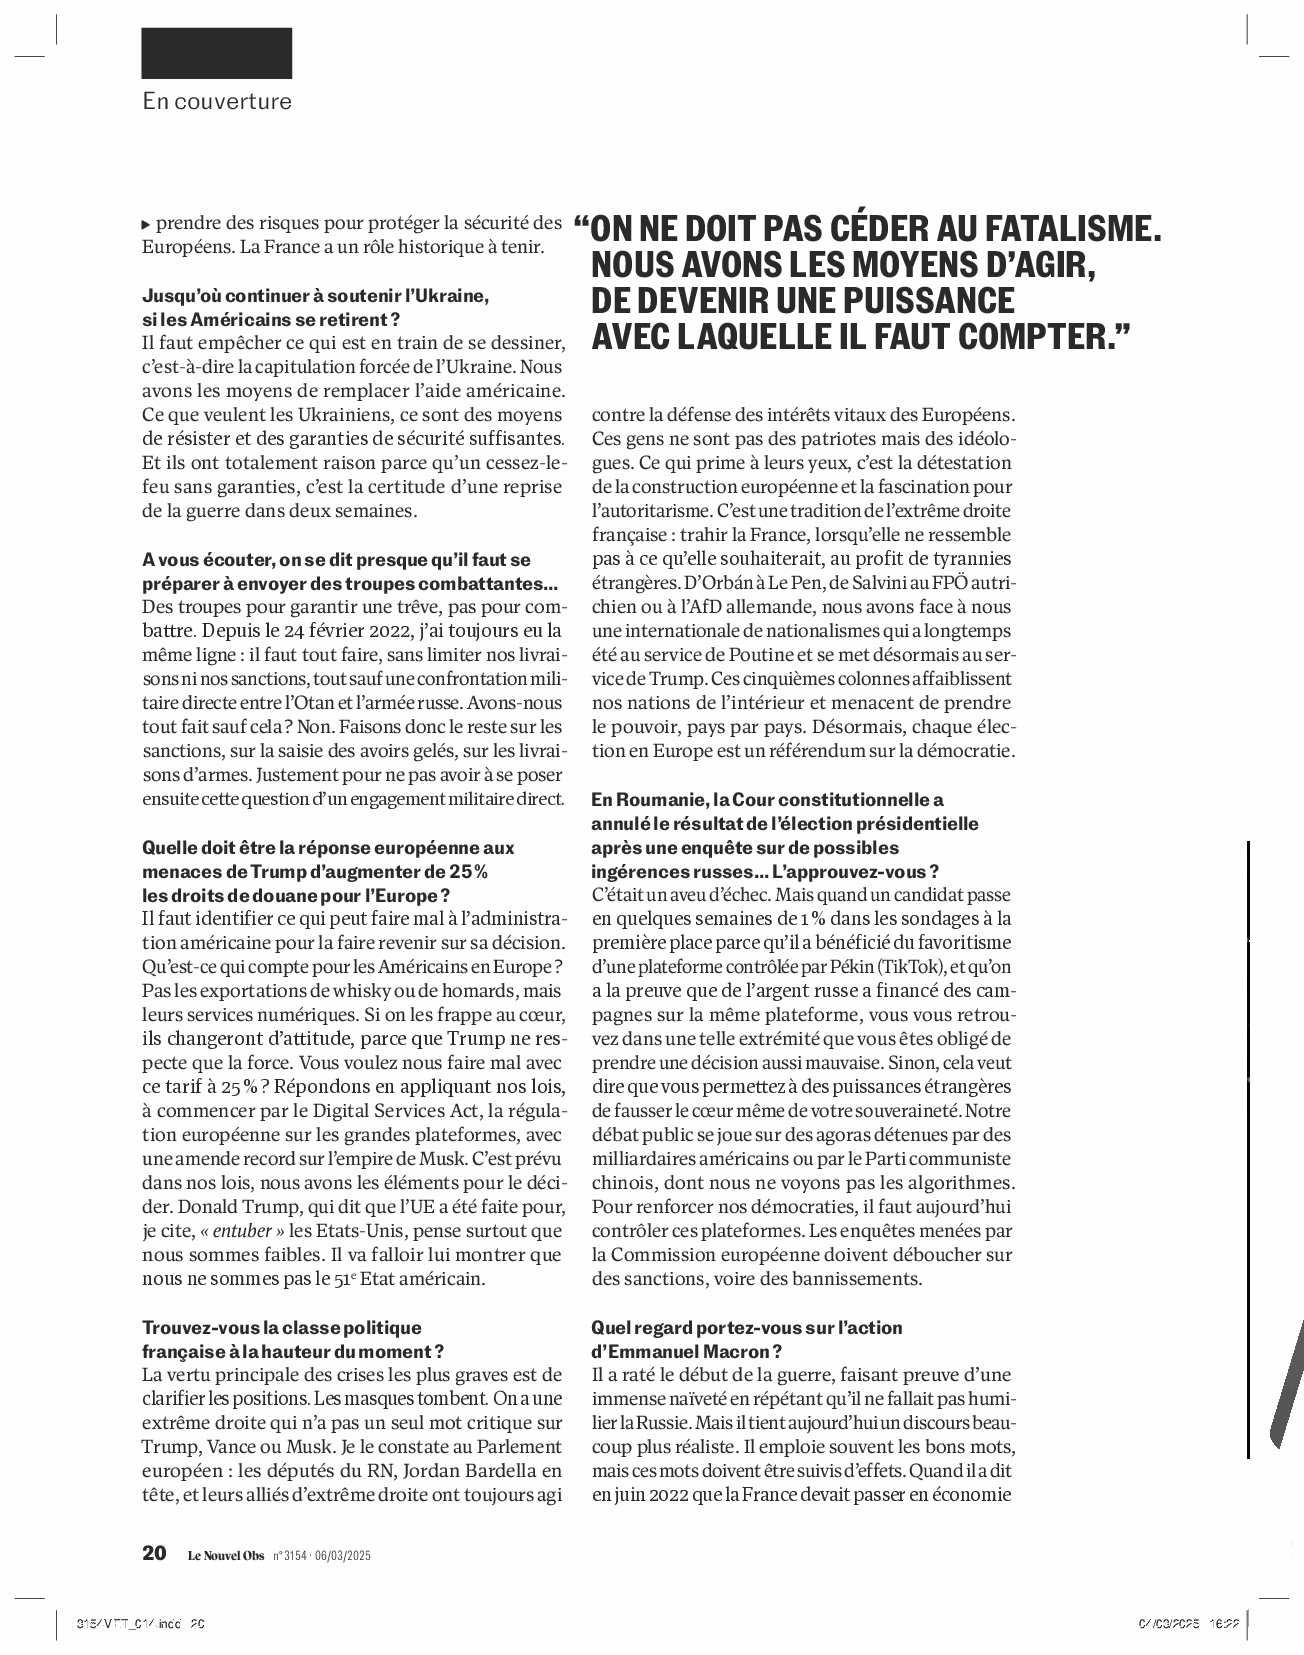 En couverture
▶ prendre des risques pour protéger la sécurité des
Européens. La France a un rôle historique à tenir.
Jusqu’où continuer à soutenir l’Ukraine,
si les Américains se retirent ?
Il faut empêcher ce qui est en train de se dessiner,
c’est-à-dire la capitulation forcée de l’Ukraine. Nous
avons les moyens de remplacer l’aide américaine.
Ce que veulent les Ukrainiens, ce sont des moyens
de résister et des garanties de sécurité suffisantes.
Et ils ont totalement raison parce qu’un cessez-le-
feu sans garanties, c’est la certitude d’une reprise
de la guerre dans deux semaines.
A vous écouter, on se dit presque qu’il faut se
préparer à envoyer des troupes combattantes…
Des troupes pour garantir une trêve, pas pour com-
battre. Depuis le 24 février 2022, j’ai toujours eu la
même ligne : il faut tout faire, sans limiter nos livrai-
sons ni nos sanctions, tout sauf une confrontation mili-
taire directe entre l’Otan et l’armée russe. Avons-nous
tout fait sauf cela ? Non. Faisons donc le reste sur les
sanctions, sur la saisie des avoirs gelés, sur les livrai-
sons d’armes. Justement pour ne pas avoir à se poser
ensuite cette question d’un engagement militaire direct.
Quelle doit être la réponse européenne aux
menaces de Trump d’augmenter de 25 %
les droits de douane pour l’Europe ?
Il faut identifier ce qui peut faire mal à l’administra-
tion américaine pour la faire revenir sur sa décision.
Qu’est-ce qui compte pour les Américains en Europe ?
Pas les exportations de whisky ou de homards, mais
leurs services numériques. Si on les frappe au cœur,
ils changeront d’attitude, parce que Trump ne res-
pecte que la force. Vous voulez nous faire mal avec
ce tarif à 25 % ? Répondons en appliquant nos lois,
à commencer par le Digital Services Act, la régula-
tion européenne sur les grandes plateformes, avec
une amende record sur l’empire de Musk. C’est prévu
dans nos lois, nous avons les éléments pour le déci-
der. Donald Trump, qui dit que l’UE a été faite pour,
je cite, « entuber » les Etats-Unis, pense surtout que
nous sommes faibles. Il va falloir lui montrer que
nous ne sommes pas le 51e Etat américain.
Trouvez-vous la classe politique
française à la hauteur du moment ?
La vertu principale des crises les plus graves est de
clarifier les positions. Les masques tombent. On a une
extrême droite qui n’a pas un seul mot critique sur
Trump, Vance ou Musk. Je le constate au Parlement
européen : les députés du RN, Jordan Bardella en
tête, et leurs alliés d’extrême droite ont toujours agi
“ON NE DOIT PAS CÉDER AU FATALISME.
NOUS AVONS LES MOYENS D’AGIR,
DE DEVENIR UNE PUISSANCE
AVEC LAQUELLE IL FAUT COMPTER.”
contre la défense des intérêts vitaux des Européens.
Ces gens ne sont pas des patriotes mais des idéolo-
gues. Ce qui prime à leurs yeux, c’est la détestation
de la construction européenne et la fascination pour
l’autoritarisme. C’est une tradition de l’extrême droite
française : trahir la France, lorsqu’elle ne ressemble
pas à ce qu’elle souhaiterait, au profit de tyrannies
étrangères. D’Orbán à Le Pen, de Salvini au FPÖ autri-
chien ou à l’AfD allemande, nous avons face à nous
une internationale de nationalismes qui a longtemps
été au service de Poutine et se met désormais au ser-
vice de Trump. Ces cinquièmes colonnes affaiblissent
nos nations de l’intérieur et menacent de prendre
le pouvoir, pays par pays. Désormais, chaque élec-
tion en Europe est un référendum sur la démocratie.
En Roumanie, la Cour constitutionnelle a
annulé le résultat de l’élection présidentielle
après une enquête sur de possibles
ingérences russes… L’approuvez-vous ?
C’était un aveu d’échec. Mais quand un candidat passe
en quelques semaines de 1 % dans les sondages à la
première place parce qu’il a bénéficié du favoritisme
d’une plateforme contrôlée par Pékin (TikTok), et qu’on
a la preuve que de l’argent russe a financé des cam-
pagnes sur la même plateforme, vous vous retrou-
vez dans une telle extrémité que vous êtes obligé de
prendre une décision aussi mauvaise. Sinon, cela veut
dire que vous permettez à des puissances étrangères
de fausser le cœur même de votre souveraineté. Notre
débat public se joue sur des agoras détenues par des
milliardaires américains ou par le Parti communiste
chinois, dont nous ne voyons pas les algorithmes.
Pour renforcer nos démocraties, il faut aujourd’hui
contrôler ces plateformes. Les enquêtes menées par
la Commission européenne doivent déboucher sur
des sanctions, voire des bannissements.
Quel regard portez-vous sur l’action
d’Emmanuel Macron ?
Il a raté le début de la guerre, faisant preuve d’une
immense naïveté en répétant qu’il ne fallait pas humi-
lier la Russie. Mais il tient aujourd’hui un discours beau-
coup plus réaliste. Il emploie souvent les bons mots,
mais ces mots doivent être suivis d’effets. Quand il a dit
en juin 2022 que la France devait passer en économie
20 Le Nouvel Obs n° 3154 · 06/03/2025
04/03/2025 16:22